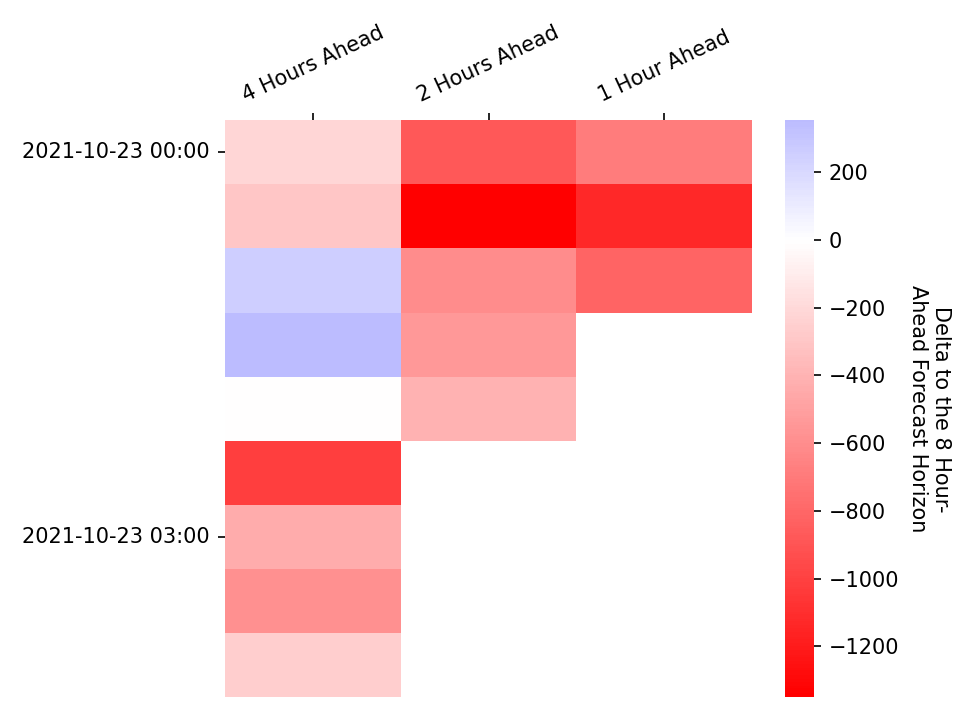 4 Hours Ahead
2 Hours Ahead
1 Hour Ahead
2021-10-23 00:00
2021-10-23 03:00
200
0
−200
−400
−600
−800
−1000
−1200
Delta to the 8 Hour-
Ahead Forecast Horizon